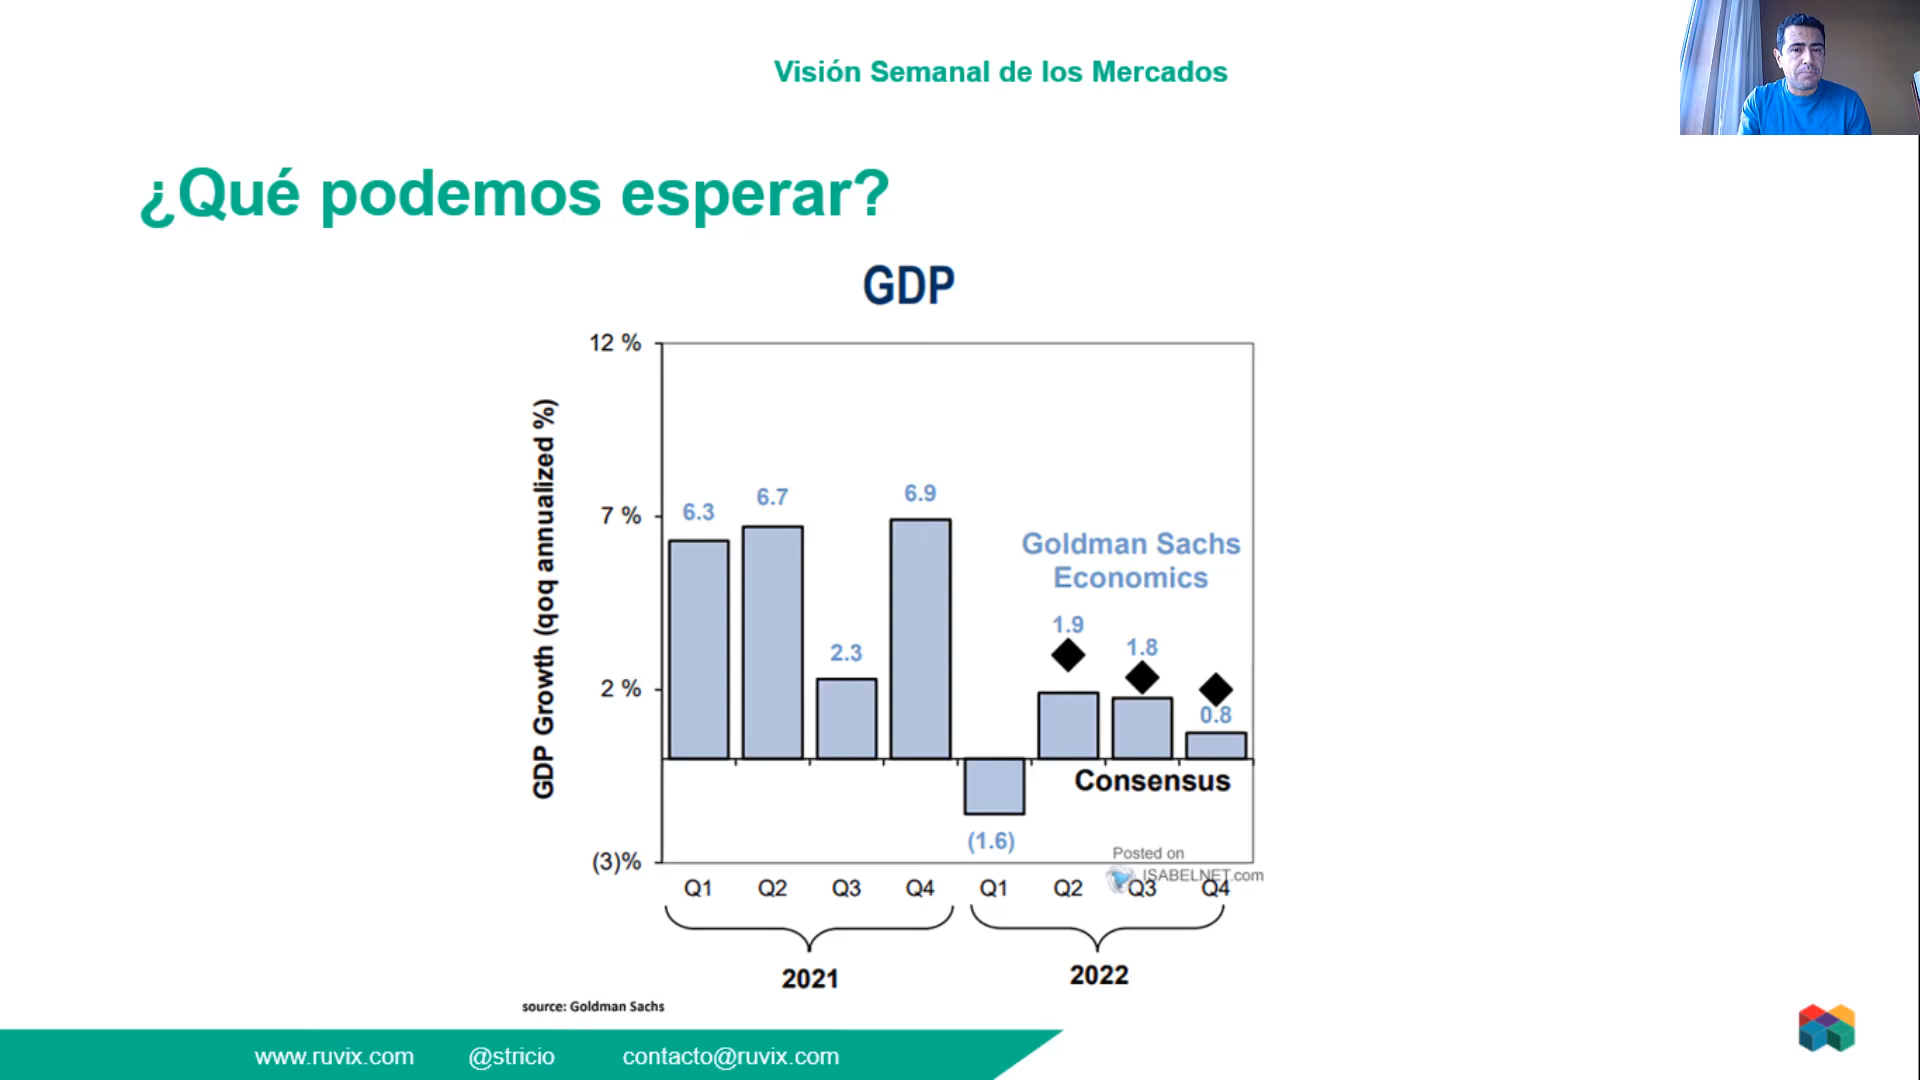 Visión Semanal de los Mercados
¿Qué podemos esperar?
GDP
12 %
7 %
2 %
(3)%
GDP Growth (qoq annualized %)
6.3
6.7
2.3
6.9
(1.6)
Goldman Sachs
Economics
1.9
1.8
0.8
Consensus
Posted on
ISABELNET.com
Q1 Q2 Q3 Q4 Q1 Q2 Q3 Q4
2021 2022
source: Goldman Sachs
www.ruvix.com @stricio contacto@ruvix.com